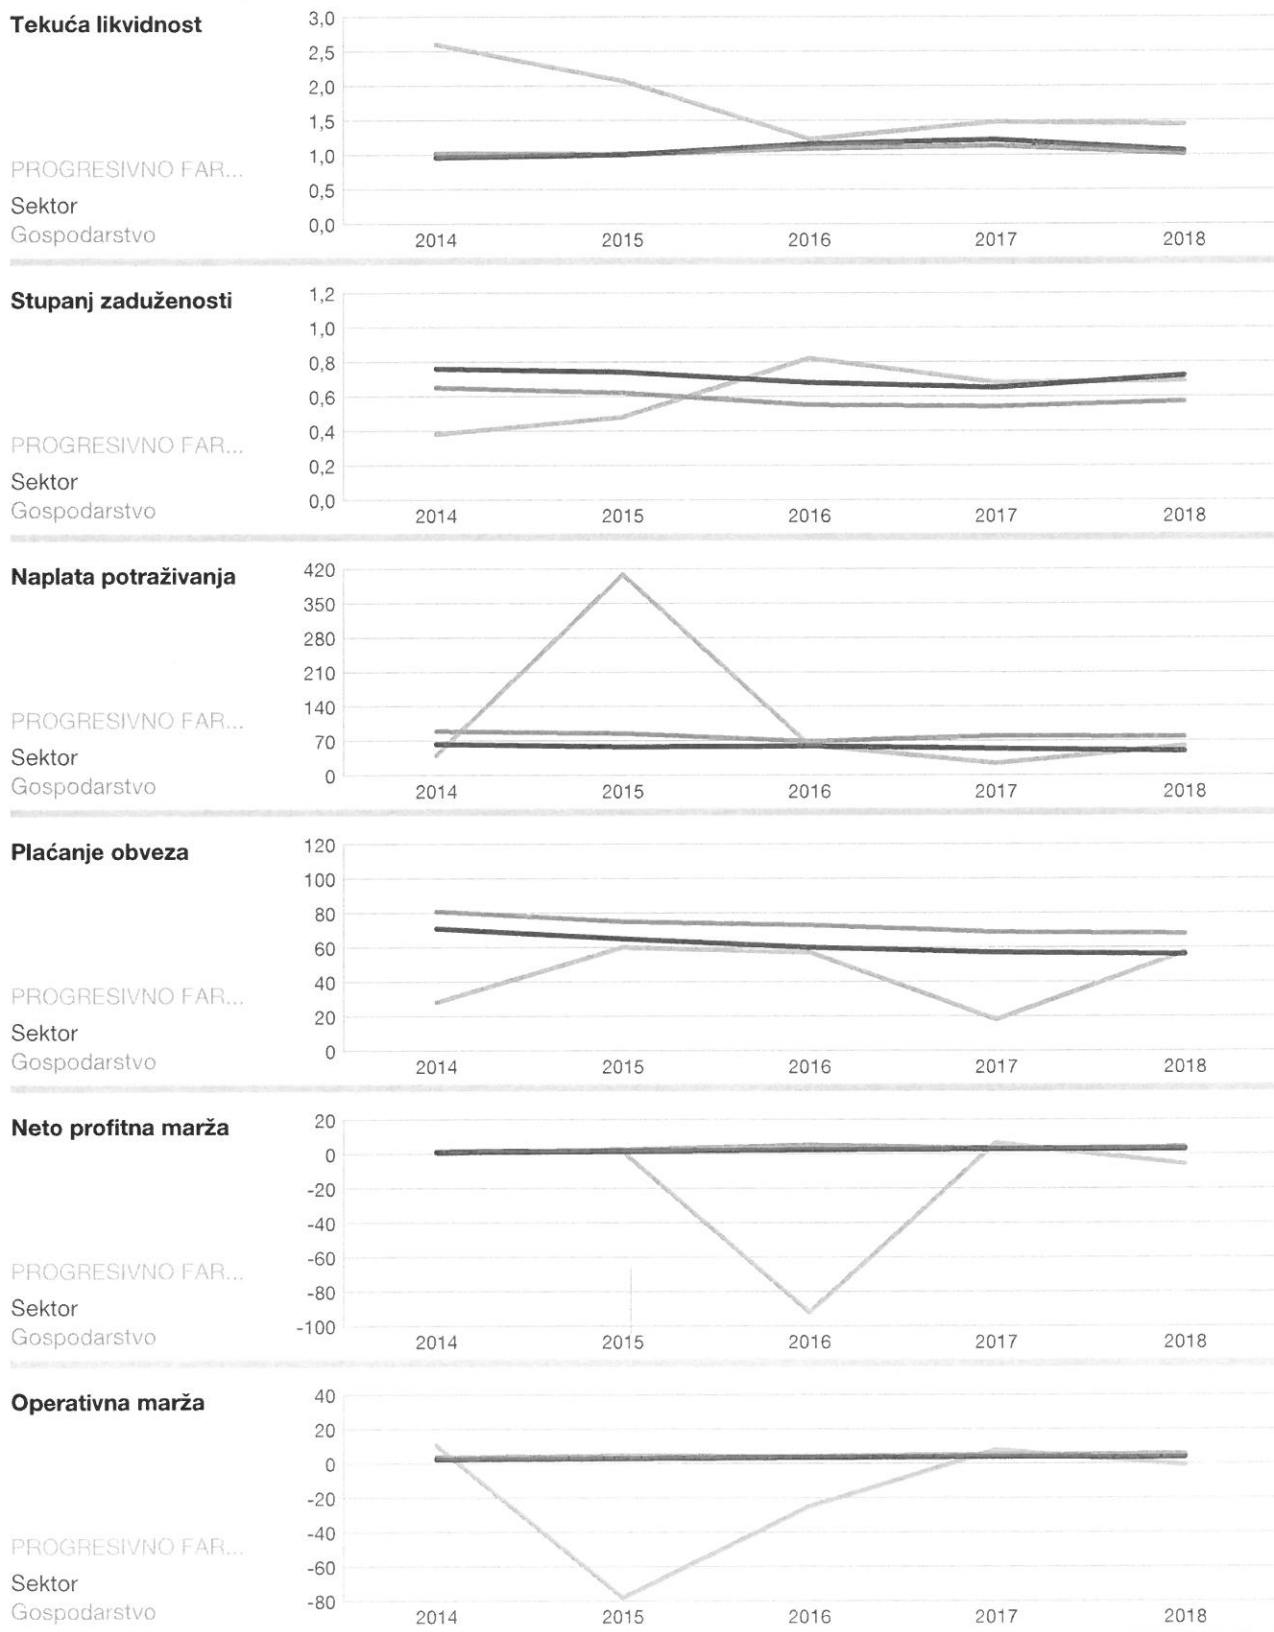 Tekuća likvidnost
3,0
2,5
2,0
1,5
1,0
0,5
0,0
PROGRESIVNO FAR...
Sektor
Gospodarstvo
2014 2015 2016 2017 2018
Stupanj zaduženosti
1,2
1,0
0,8
0,6
0,4
0,2
0,0
PROGRESIVNO FAR...
Sektor
Gospodarstvo
2014 2015 2016 2017 2018
Naplata potraživanja
420
350
280
210
140
70
0
PROGRESIVNO FAR...
Sektor
Gospodarstvo
2014 2015 2016 2017 2018
Plaćanje obveza
120
100
80
60
40
20
0
PROGRESIVNO FAR...
Sektor
Gospodarstvo
2014 2015 2016 2017 2018
Neto profitna marža
20
0
-20
-40
-60
-80
-100
PROGRESIVNO FAR...
Sektor
Gospodarstvo
2014 2015 2016 2017 2018
Operativna marža
40
20
0
-20
-40
-60
-80
PROGRESIVNO FAR...
Sektor
Gospodarstvo
2014 2015 2016 2017 2018